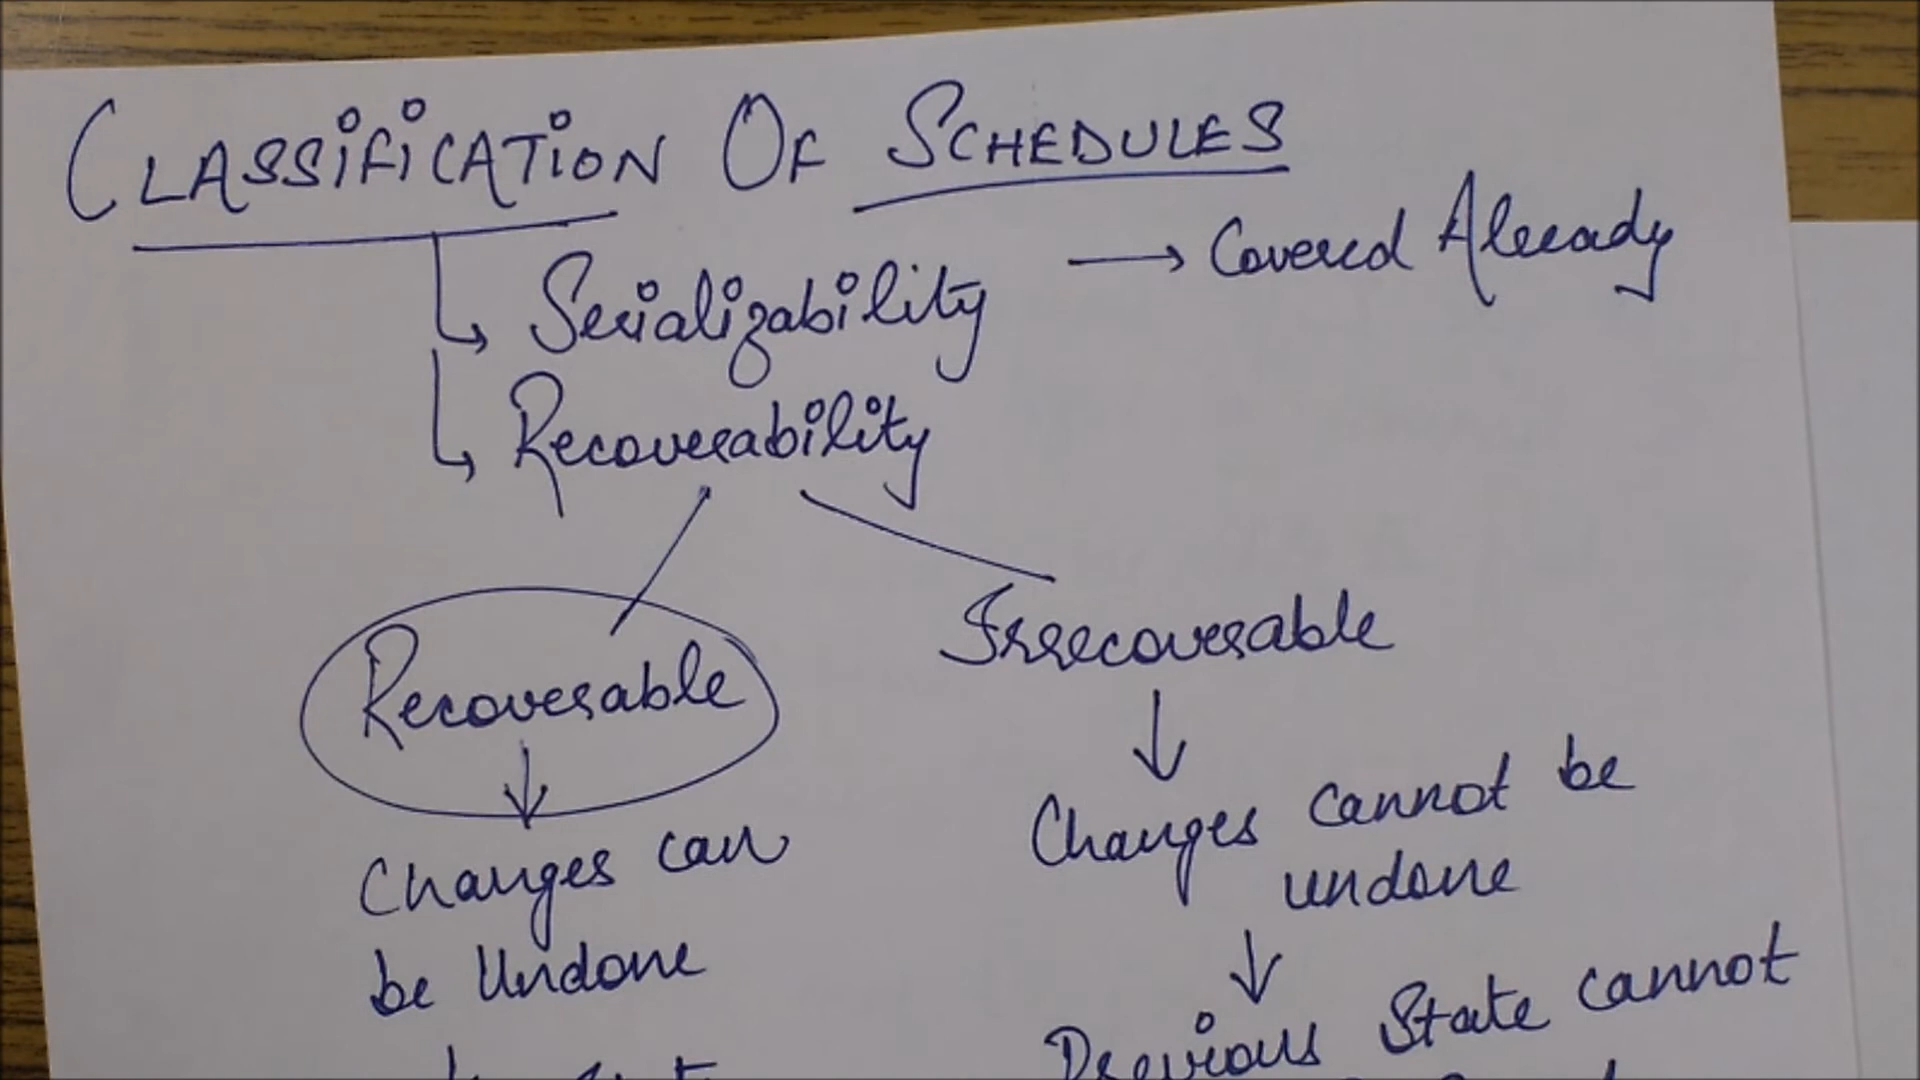 CLASSiFiCATiON OF SCHEDULES
Serializability → Covered Already
Recoverability
Recoverable
Irrecoverable
Changes can
be Undone
Changes cannot be
undone
Previous State cannot